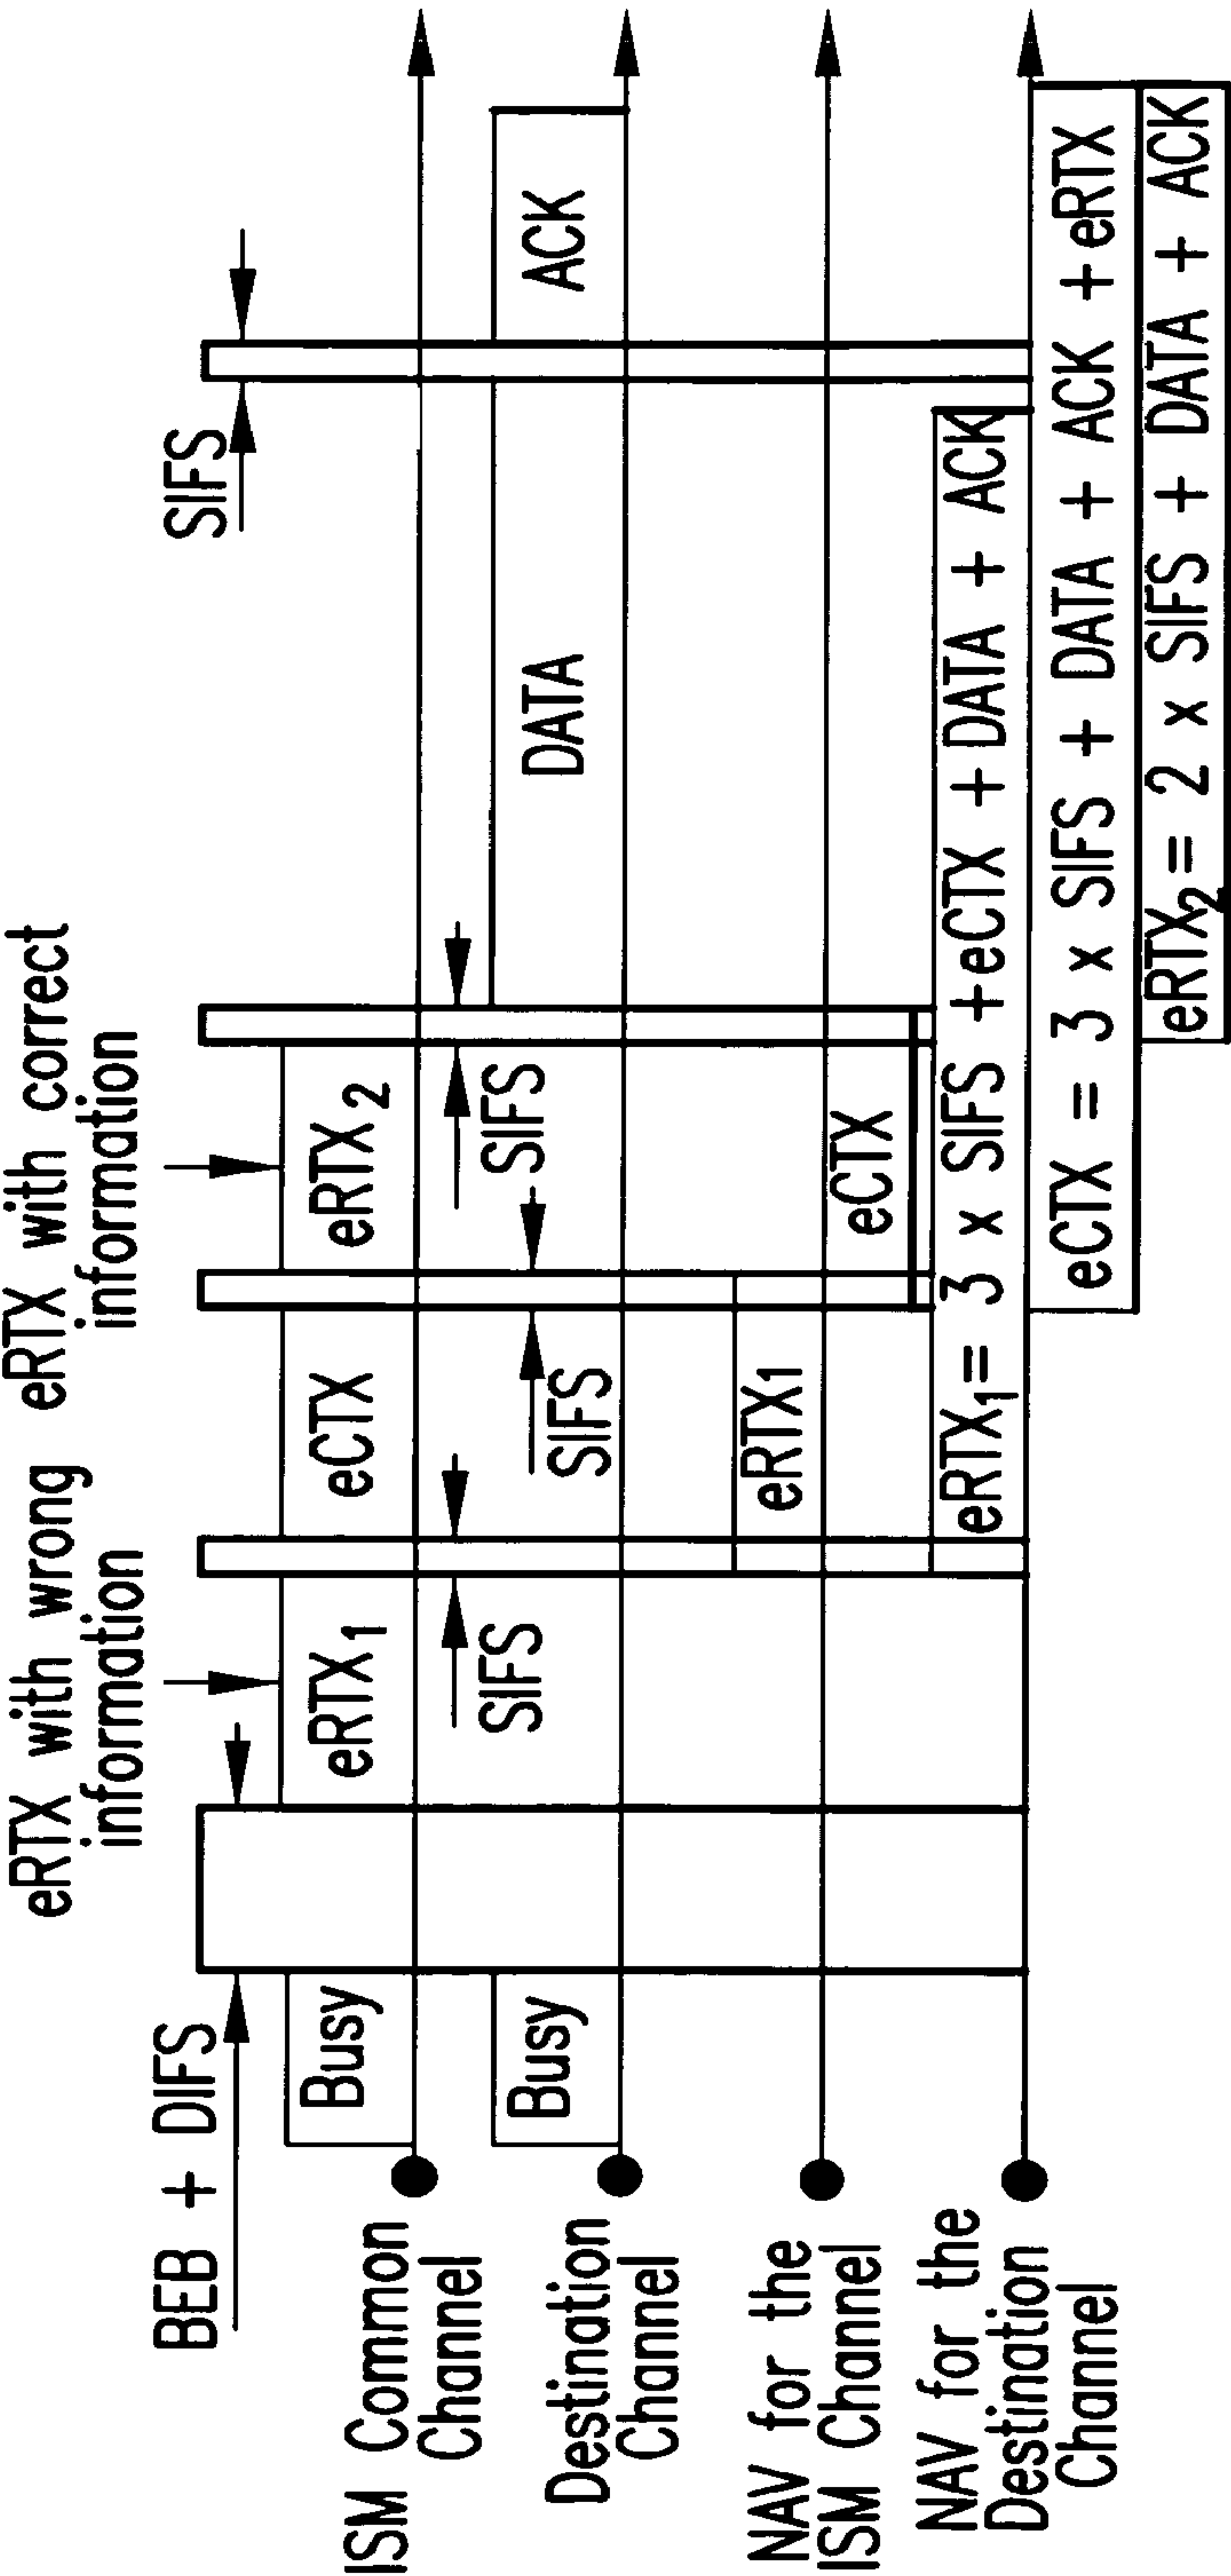 eRTX with wrong
information
eRTX with correct
information
BEB + DIFS
SIFS
ISM Common
Channel
Busy
eRTX1
eCTX
eRTX2
SIFS
SIFS
SIFS
Destination
Channel
Busy
DATA
ACK
NAV for the
ISM Channel
eRTX1
eCTX
NAV for the
Destination
Channel
eRTX1= 3 x SIFS +eCTX +DATA + ACK
eCTX = 3 x SIFS + DATA + ACK +eRTX
eRTX2= 2 x SIFS + DATA + ACK